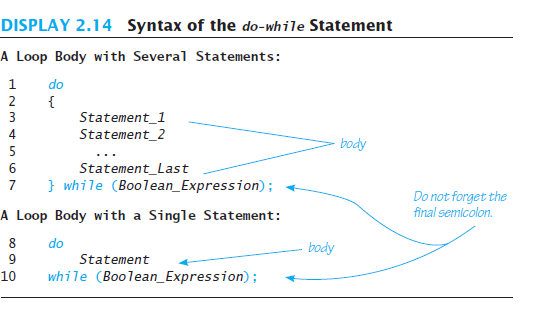 DISPLAY 2.14 Syntax of the do-while Statement
A Loop Body with Several Statements:
1 do
2 {
3 Statement_1
4 Statement_2
body
5 ...
6 Statement_Last
7 } while (Boolean_Expression);
Do not forget the
final semicolon.
A Loop Body with a Single Statement:
8 do
body
9 Statement
10 while (Boolean_Expression);